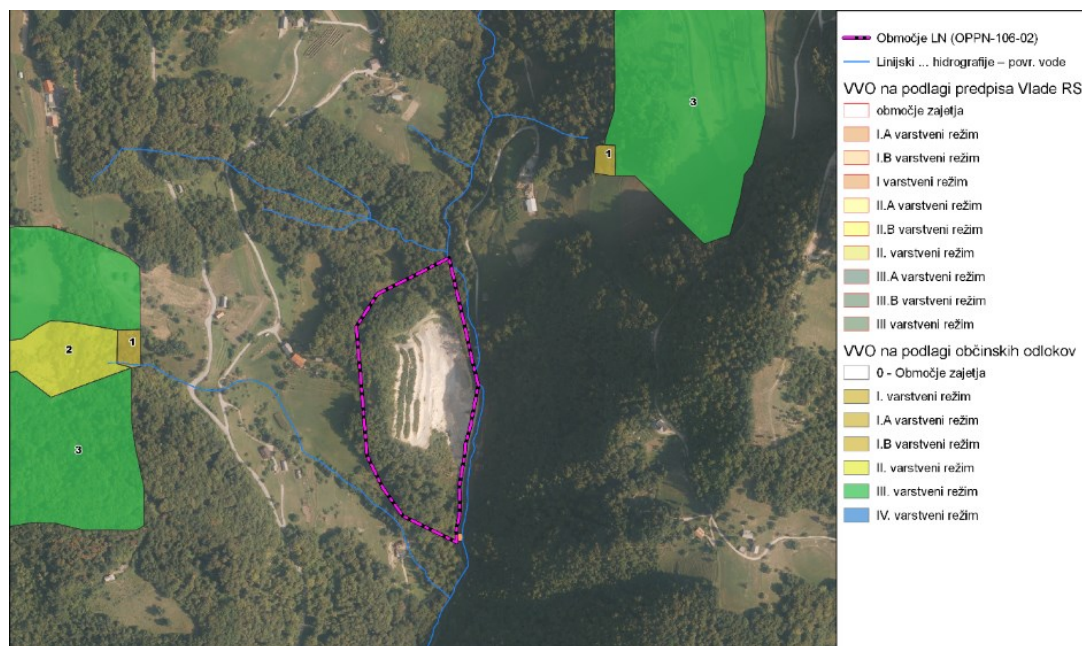 Območje LN (OPPN-106-02)
Linijski ... hidrografije – povr. vode
VVO na podlagi predpisa Vlade RS
območje zajetja
I.A varstveni režim
I.B varstveni režim
I varstveni režim
II.A varstveni režim
II.B varstveni režim
II. varstveni režim
III.A varstveni režim
III.B varstveni režim
III varstveni režim
VVO na podlagi občinskih odlokov
0 - Območje zajetja
I. varstveni režim
I.A varstveni režim
I.B varstveni režim
II. varstveni režim
III. varstveni režim
IV. varstveni režim
3
1
1
2
3